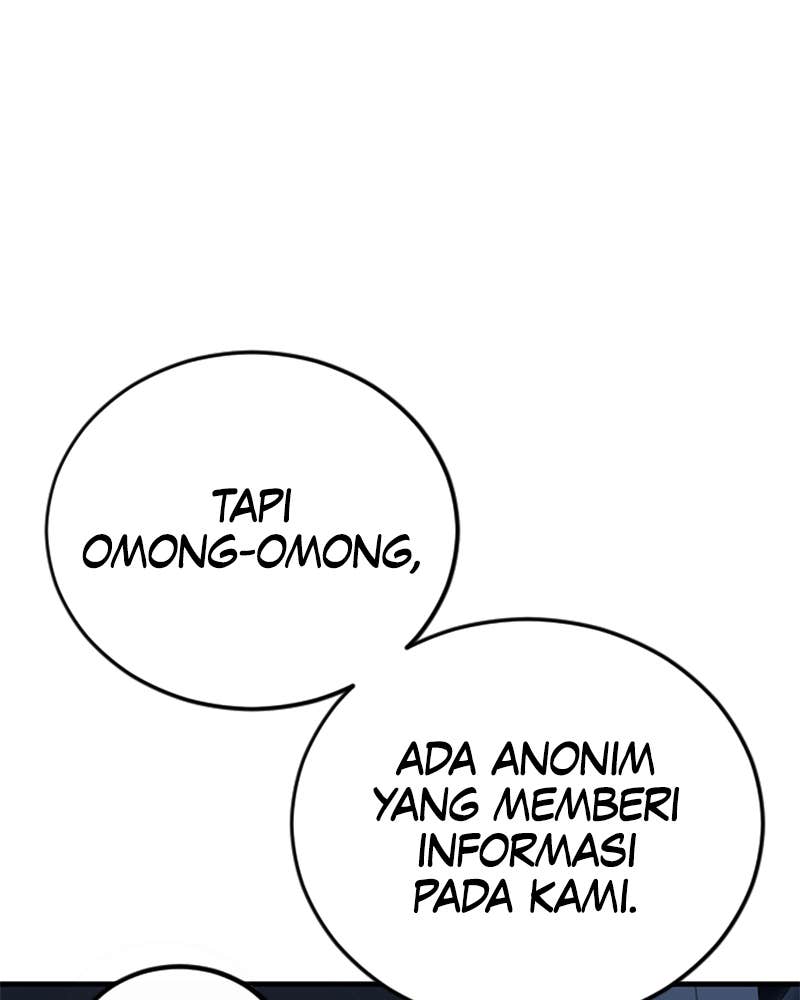 TAPI
OMONG-OMONG,
ADA ANONIM
YANG MEMBERI
INFORMASI
PADA KAMI.